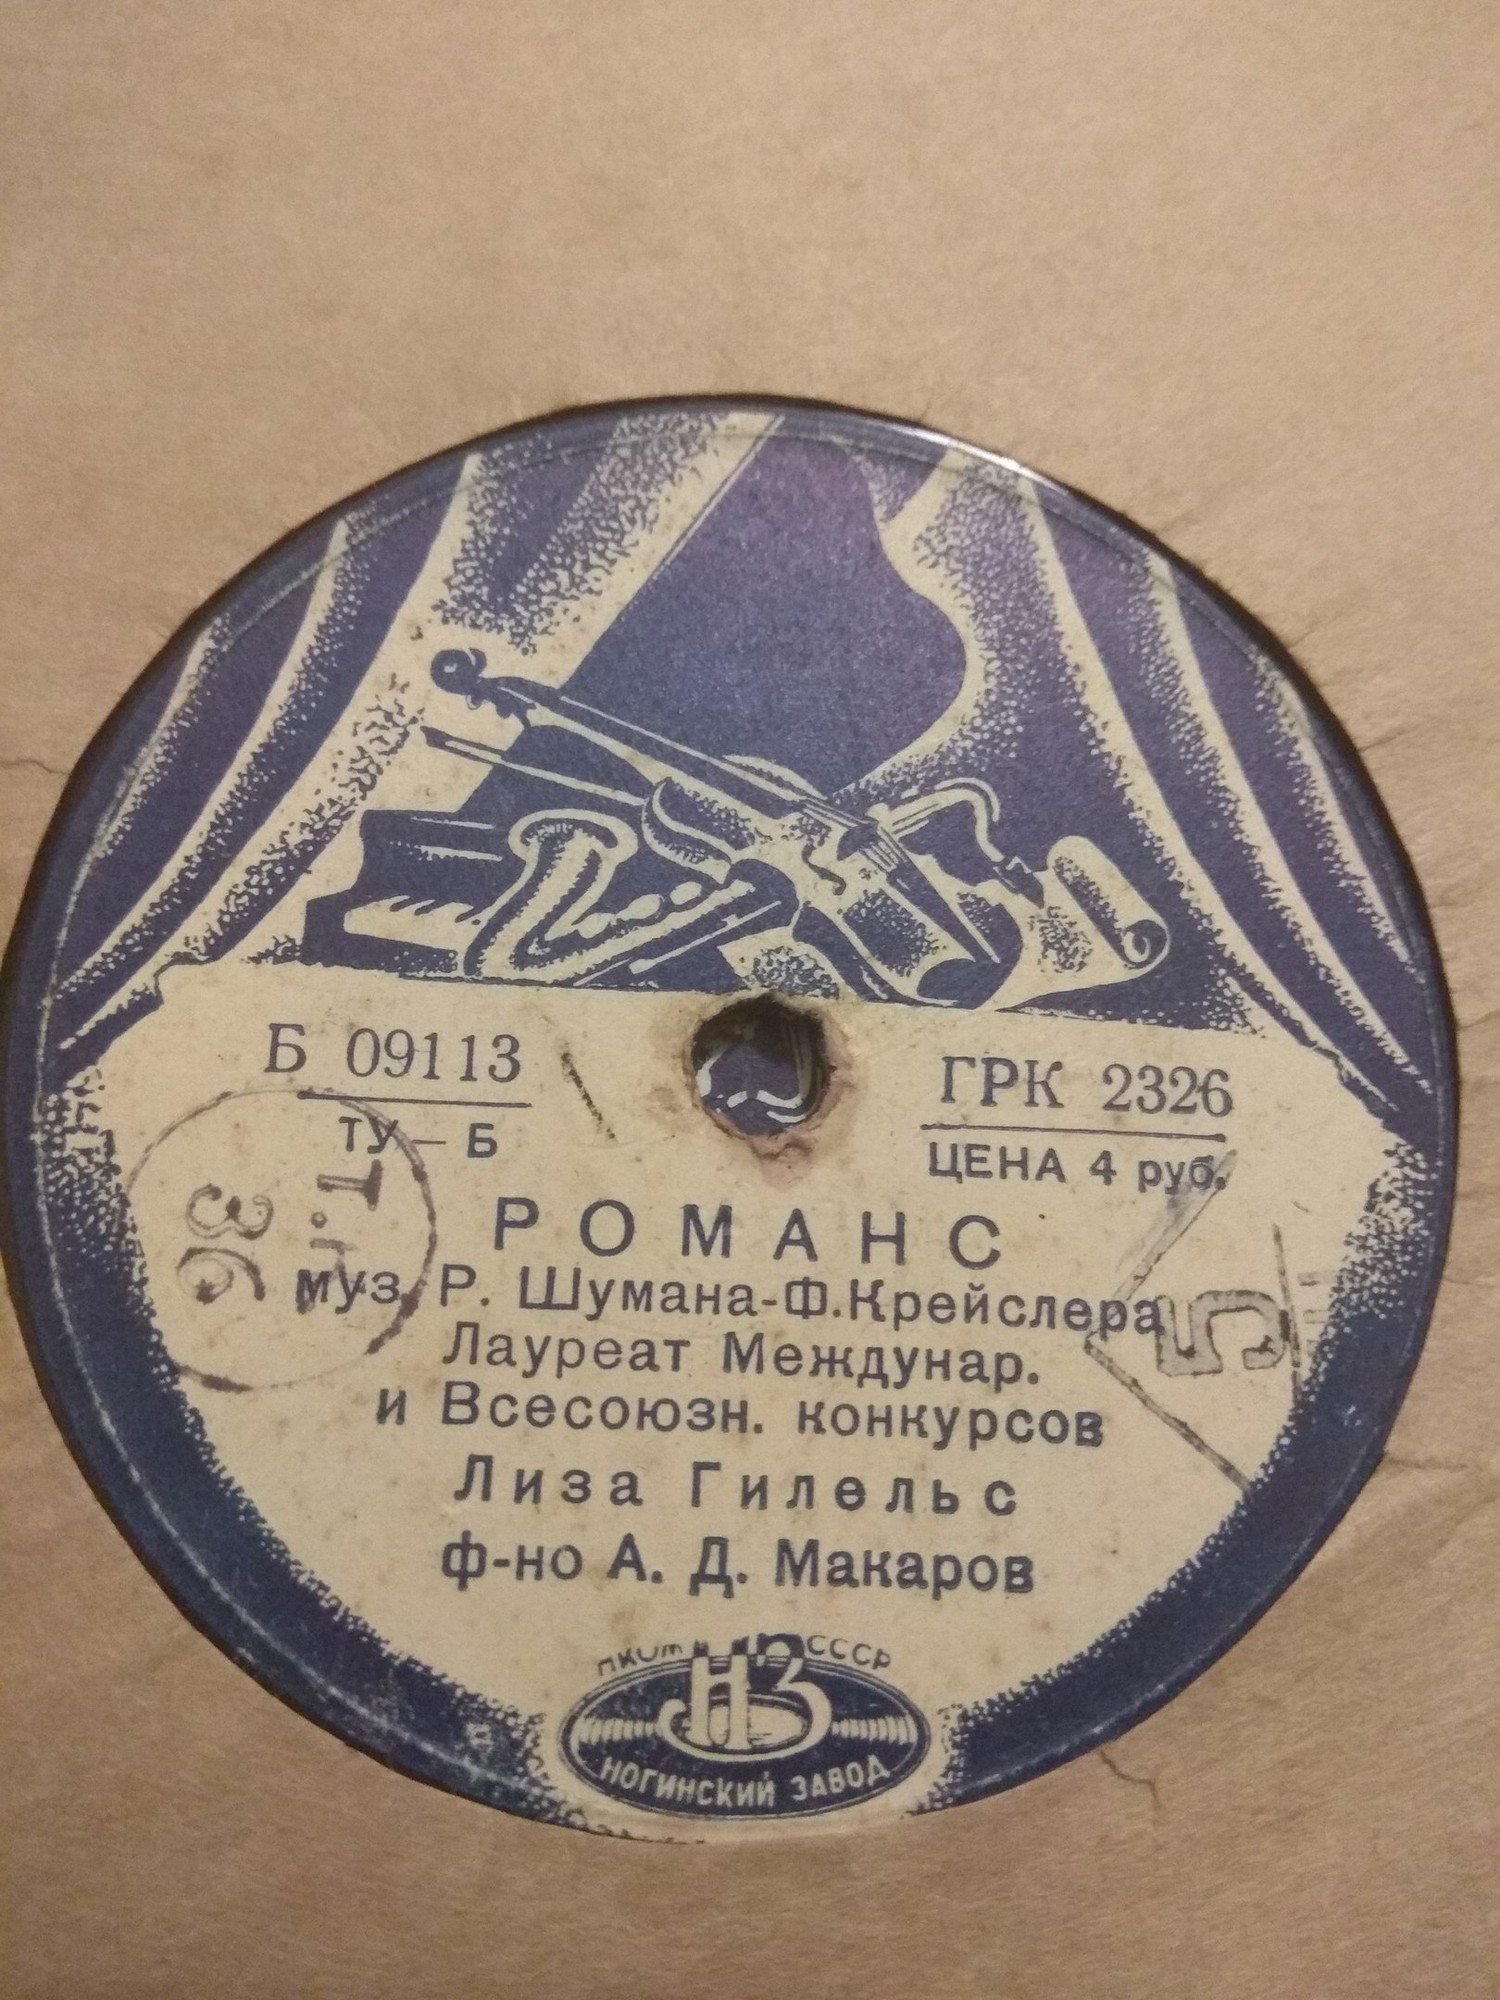 Б 09113
ТУ — Б
ГРК 2326
ЦЕНА 4 руб.
РОМАНС
муз. Р. Шумана-Ф.Крейслера
Лауреат Междунар.
и Всесоюзн. конкурсов
Лиза Гилельс
ф-но А. Д. Макаров
Т.Н.
36
5
СССР
НЗ
НОГИНСКИЙ ЗАВОД